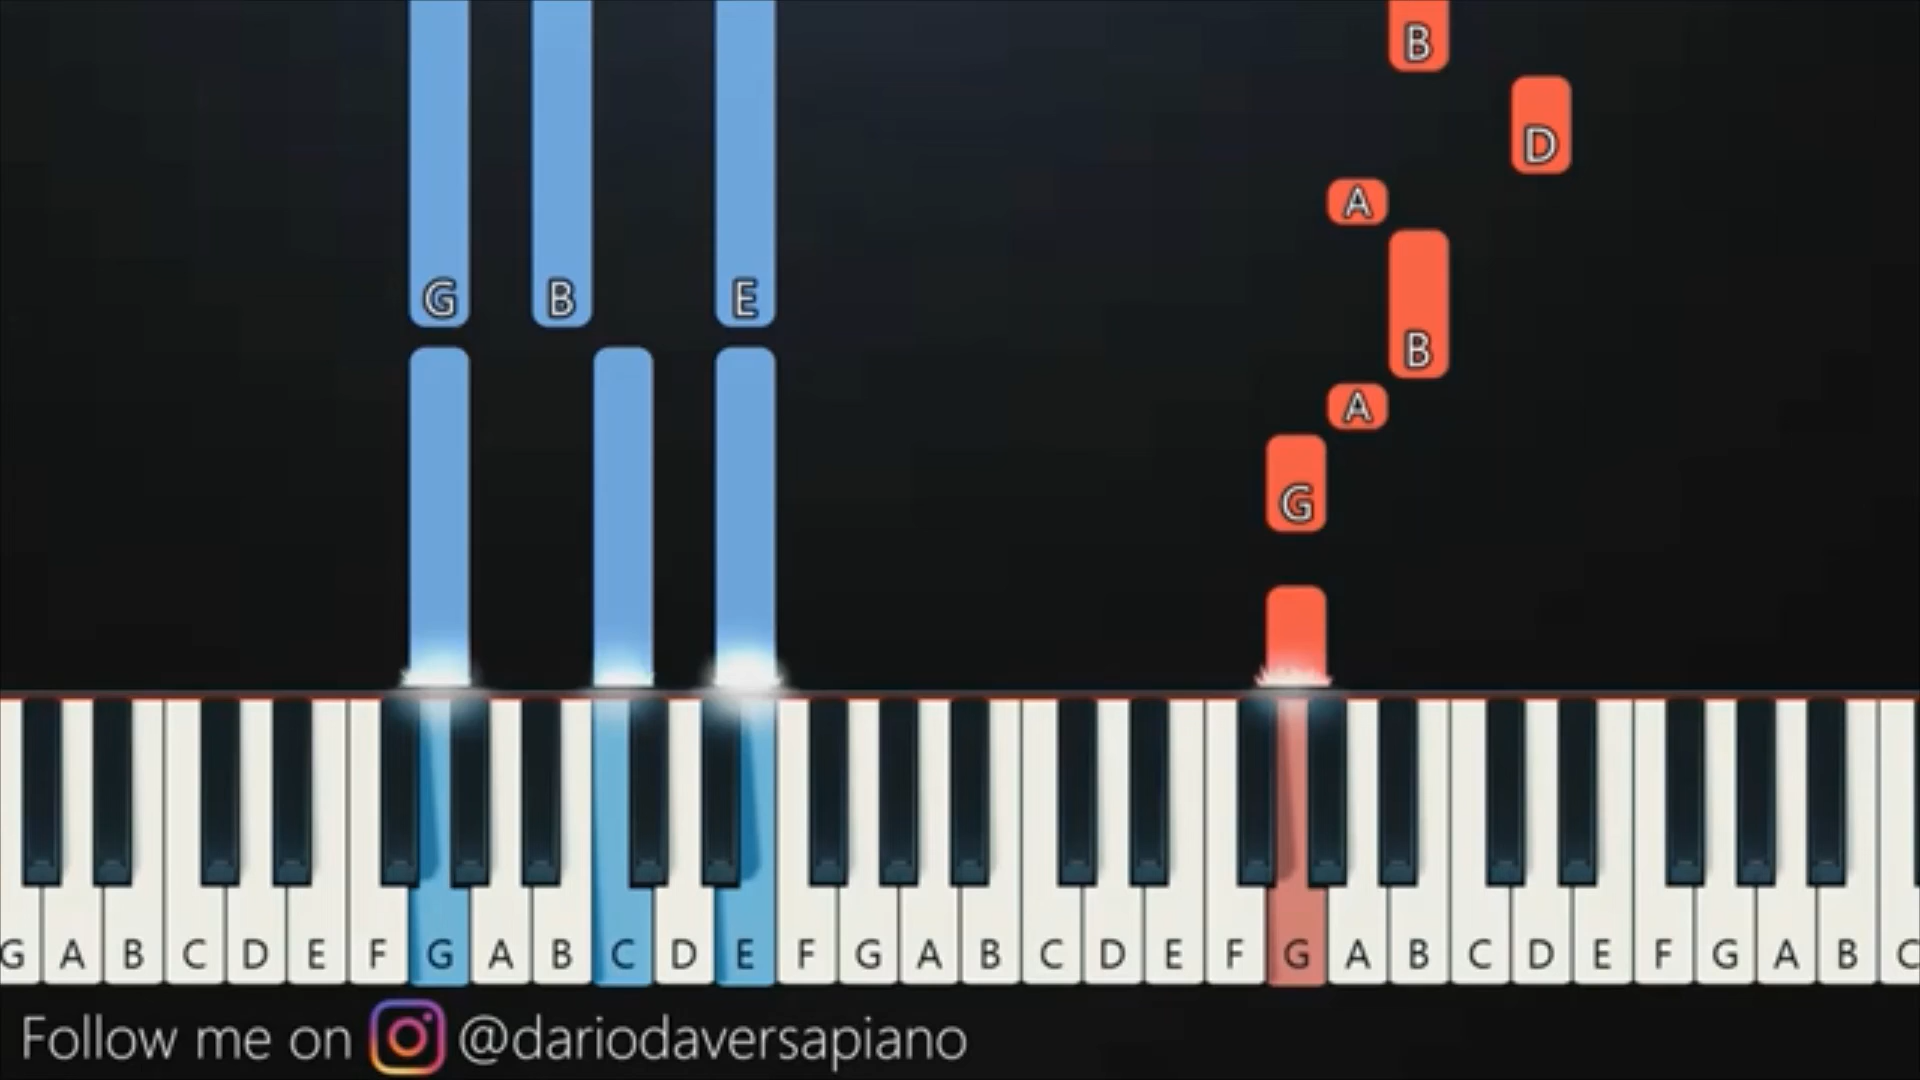 B
D
A
G B E
B
A
G
G A B C D E F G A B C D E F G A B C D E F G A B C D E F G A B C
Follow me on @dariodaversapiano